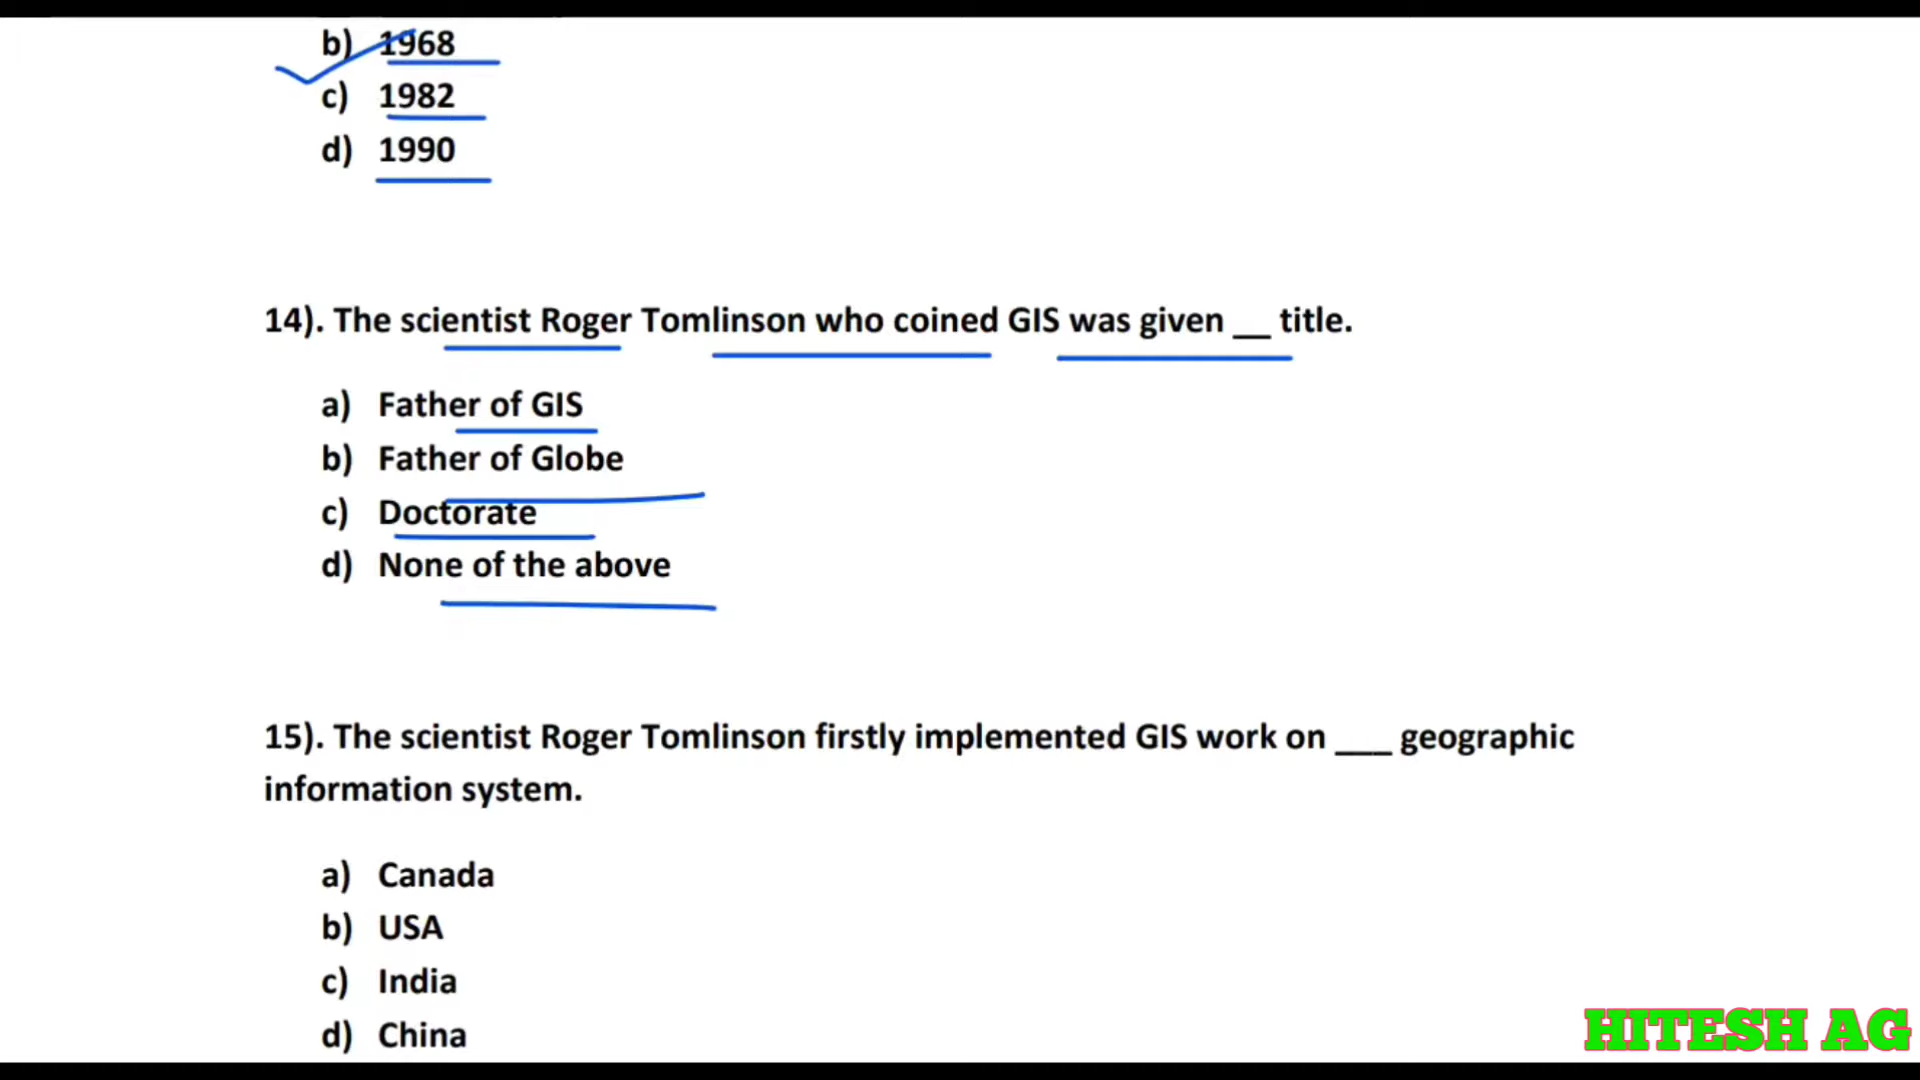 b) 1968
c) 1982
d) 1990
14). The scientist Roger Tomlinson who coined GIS was given __ title.
a) Father of GIS
b) Father of Globe
c) Doctorate
d) None of the above
15). The scientist Roger Tomlinson firstly implemented GIS work on ___ geographic
information system.
a) Canada
b) USA
c) India
d) China
HITESH AG